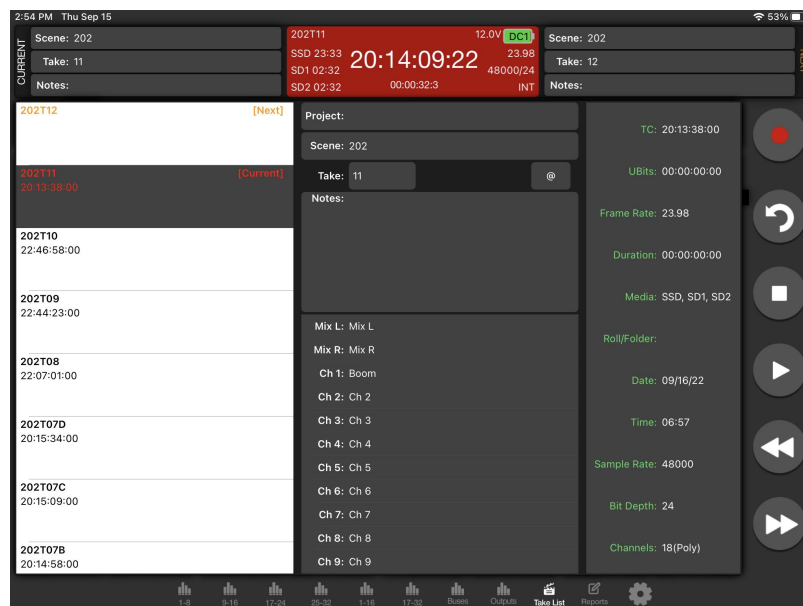 2:54 PM Thu Sep 15
53%
CURRENT
Scene: 202
Take: 11
Notes:
202T11
12.0V DC1
SSD 23:33
20:14:09:22
23.98
SD1 02:32
48000/24
SD2 02:32
00:00:32:3
INT
Scene: 202
Take: 12
Notes:
202T12 [Next]
202T11 [Current]
20:13:38:00
202T10
22:46:58:00
202T09
22:44:23:00
202T08
22:07:01:00
202T07D
20:15:34:00
202T07C
20:15:09:00
202T07B
20:14:58:00
Project:
Scene: 202
Take: 11 @
Notes:
Mix L: Mix L
Mix R: Mix R
Ch 1: Boom
Ch 2: Ch 2
Ch 3: Ch 3
Ch 4: Ch 4
Ch 5: Ch 5
Ch 6: Ch 6
Ch 7: Ch 7
Ch 8: Ch 8
Ch 9: Ch 9
TC: 20:13:38:00
UBits: 00:00:00:00
Frame Rate: 23.98
Duration: 00:00:00:00
Media: SSD, SD1, SD2
Roll/Folder:
Date: 09/16/22
Time: 06:57
Sample Rate: 48000
Bit Depth: 24
Channels: 18(Poly)
1-8
9-16
17-24
25-32
1-16
17-32
Buses
Outputs
Take List
Reports